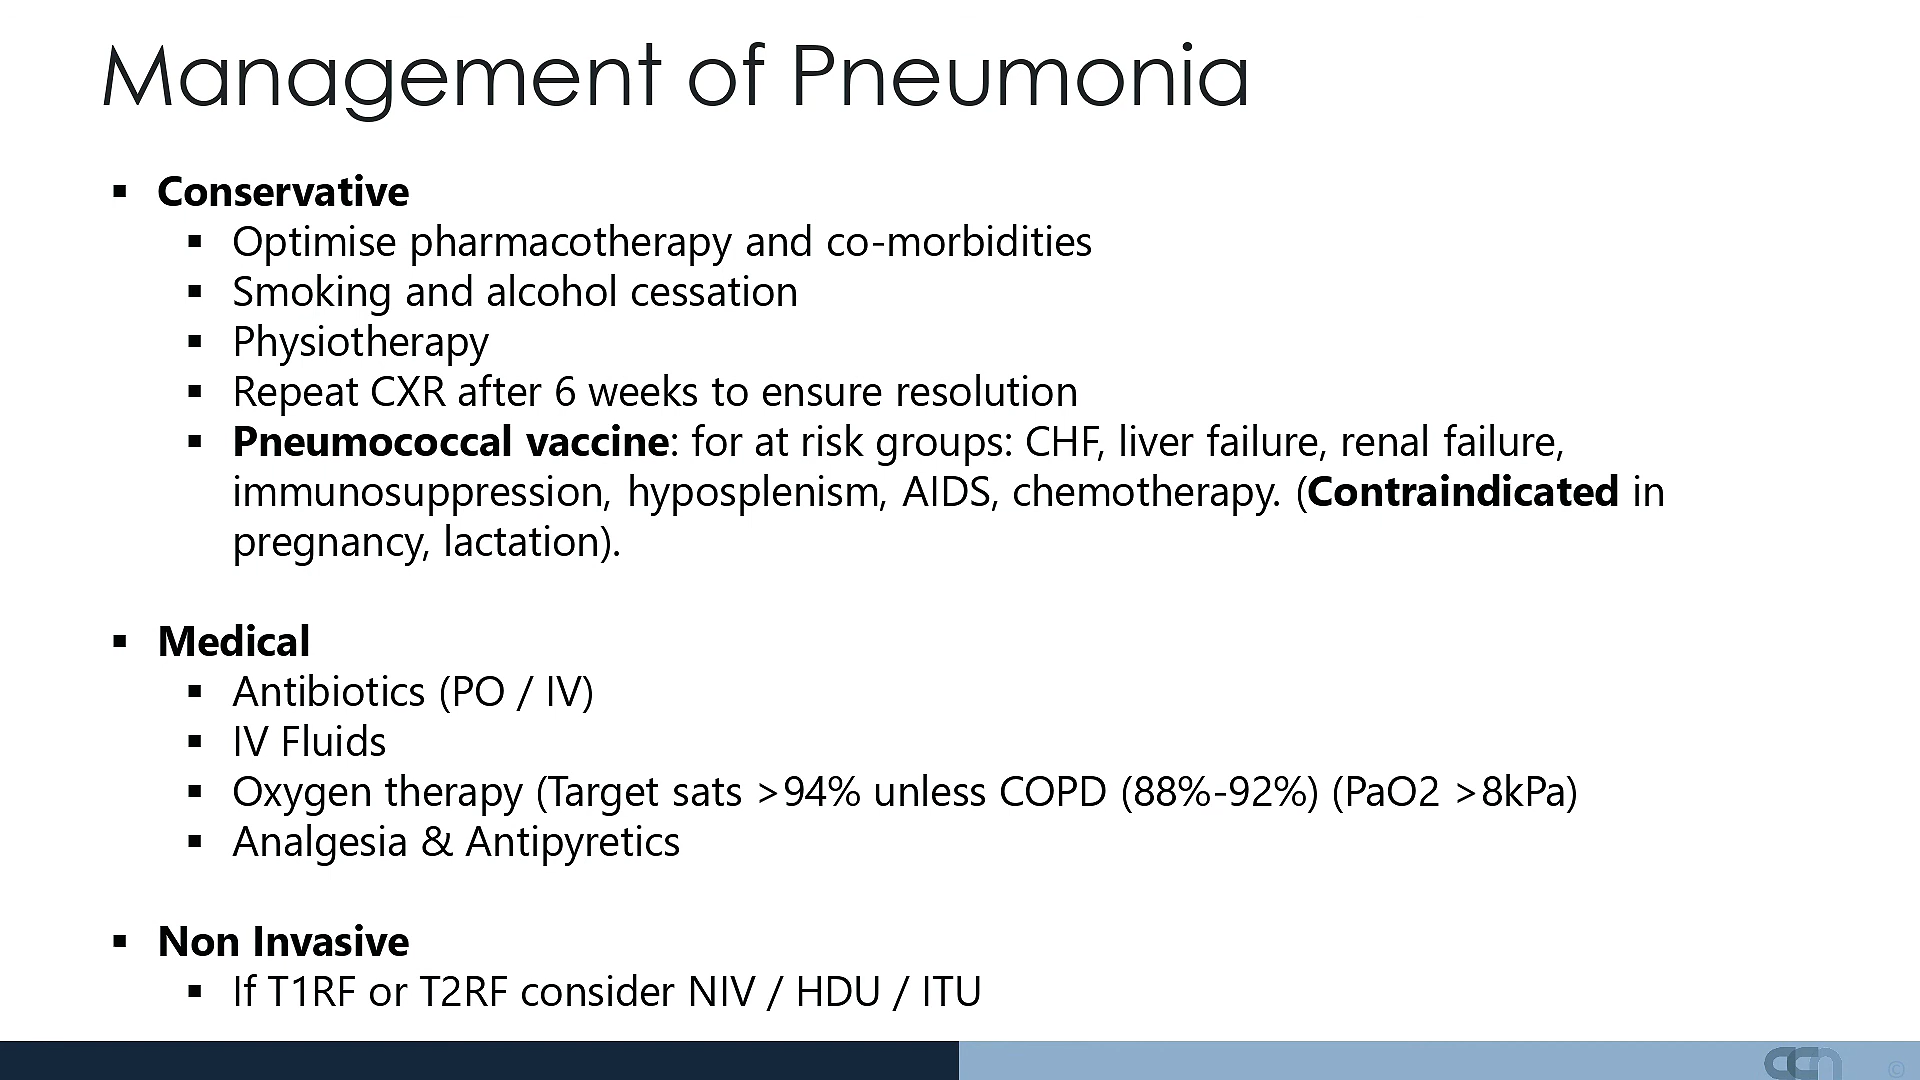 Management of Pneumonia
▪ Conservative
▪ Optimise pharmacotherapy and co-morbidities
▪ Smoking and alcohol cessation
▪ Physiotherapy
▪ Repeat CXR after 6 weeks to ensure resolution
▪ Pneumococcal vaccine: for at risk groups: CHF, liver failure, renal failure,
immunosuppression, hyposplenism, AIDS, chemotherapy. (Contraindicated in
pregnancy, lactation).
▪ Medical
▪ Antibiotics (PO / IV)
▪ IV Fluids
▪ Oxygen therapy (Target sats >94% unless COPD (88%-92%) (PaO2 >8kPa)
▪ Analgesia & Antipyretics
▪ Non Invasive
▪ If T1RF or T2RF consider NIV / HDU / ITU
©